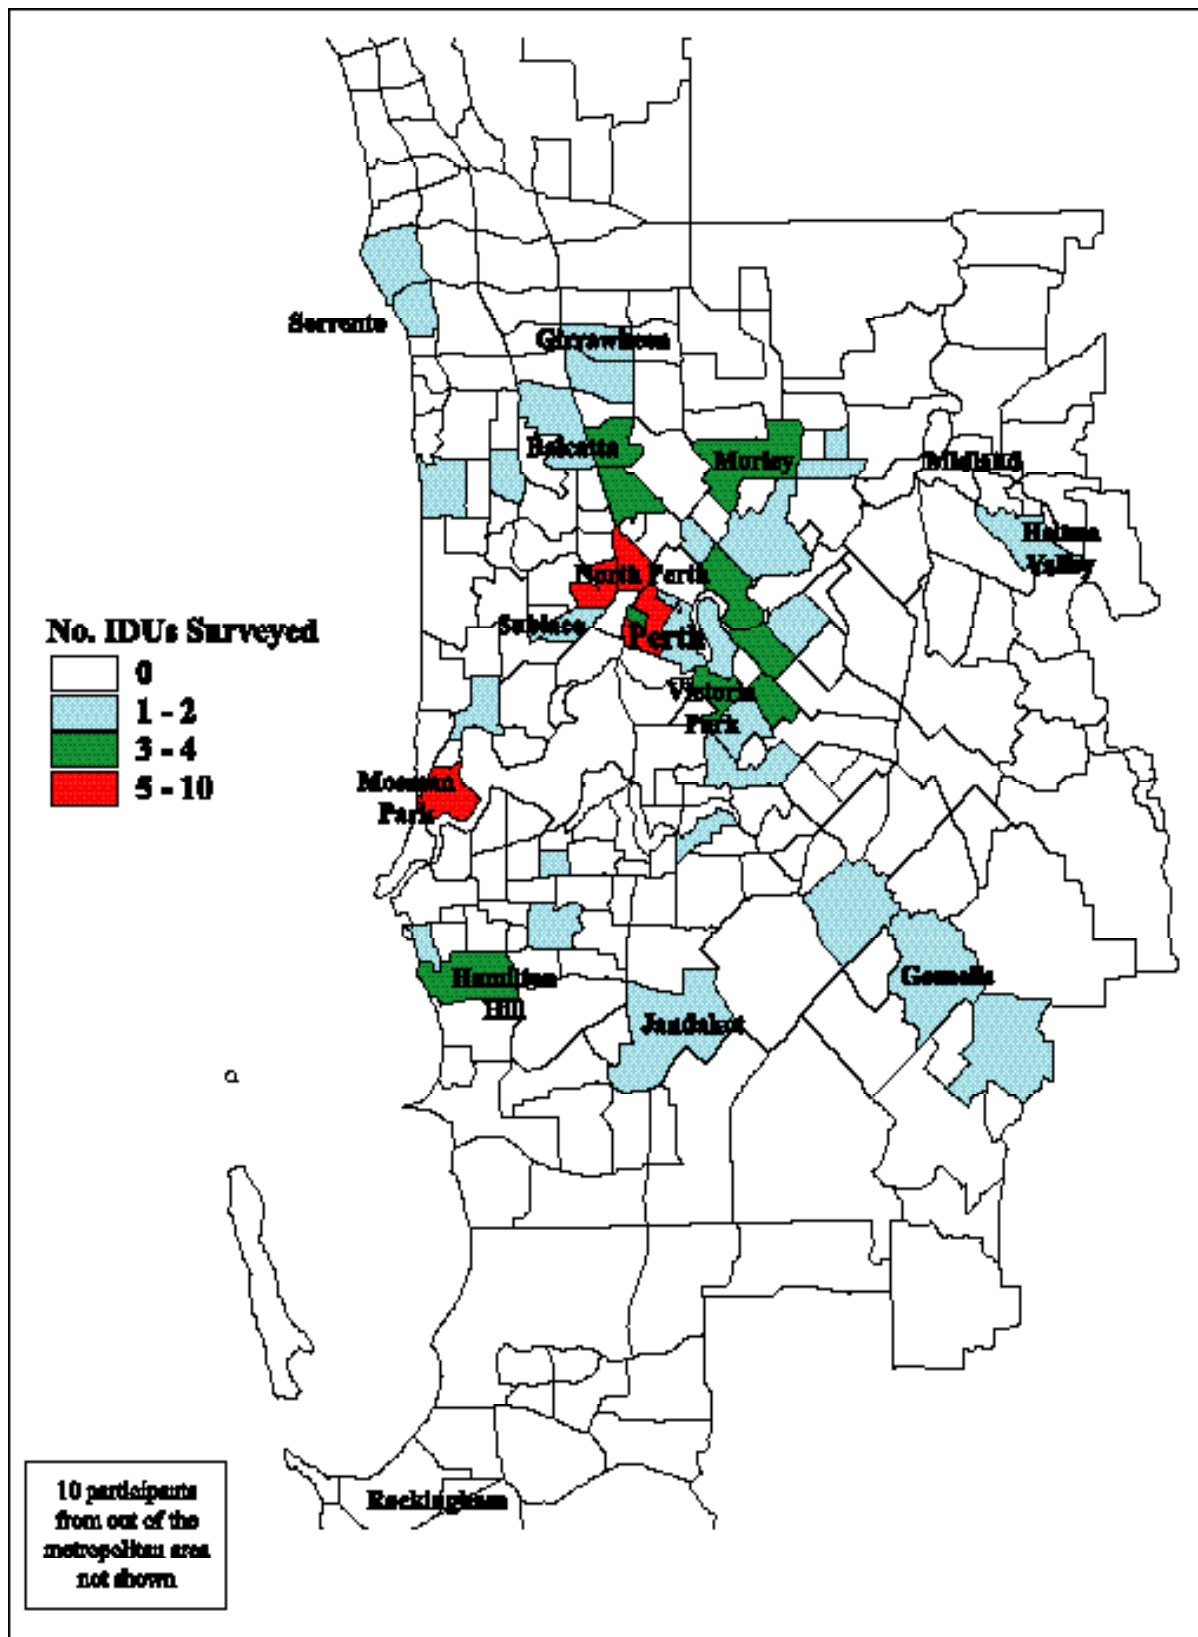 Sorrento
Girrawheen
Balcatta
Morley
Midland
Helena
Valley
North Perth
Subiaco
Perth
No. IDUs Surveyed
0
1 - 2
3 - 4
5 - 10
Victoria
Park
Mosman
Park
Hamilton
Hill
Gosnells
Jandakot
Rockingham
10 participants
from out of the
metropolitan area
not shown